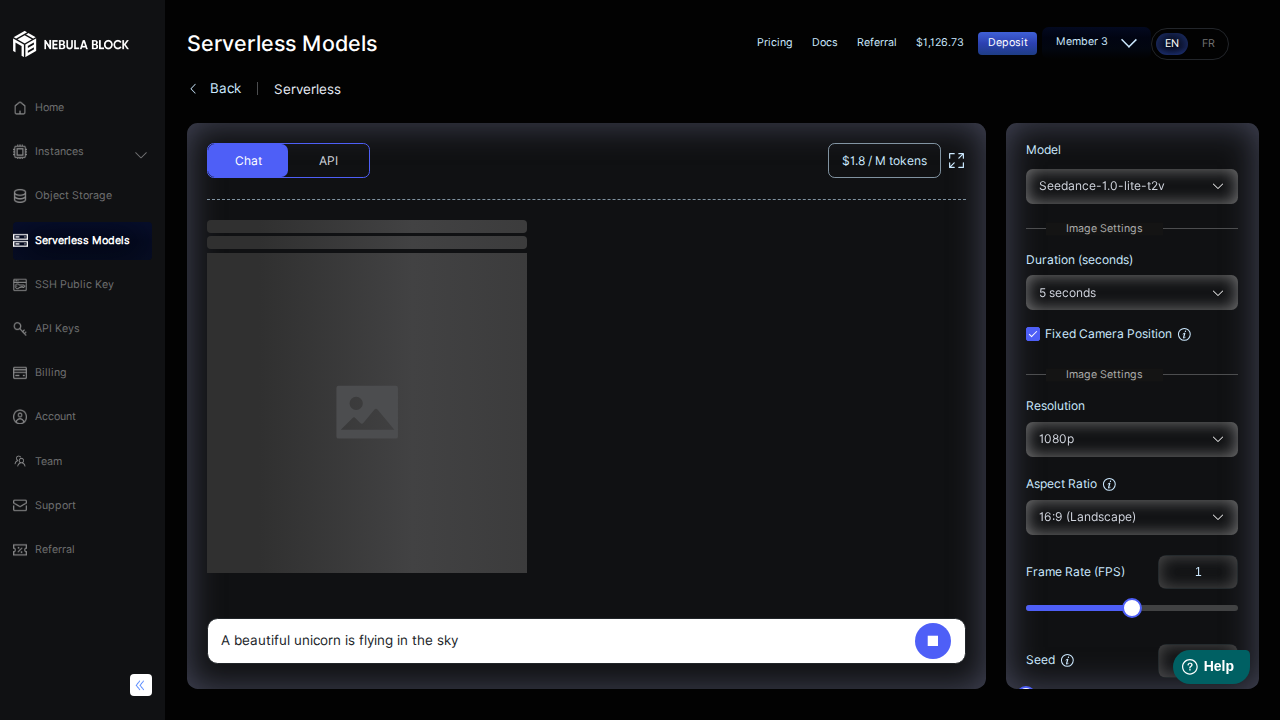 NEBULA BLOCK
Serverless Models
Pricing
Docs
Referral
$1,126.73
Deposit
Member 3
EN
FR
Back
Serverless
Home
Instances
Object Storage
Serverless Models
SSH Public Key
API Keys
Billing
Account
Team
Support
Referral
Chat
API
$1.8 / M tokens
A beautiful unicorn is flying in the sky
Model
Seedance-1.0-lite-t2v
Image Settings
Duration (seconds)
5 seconds
Fixed Camera Position
Image Settings
Resolution
1080p
Aspect Ratio
16:9 (Landscape)
Frame Rate (FPS)
1
Seed
Help